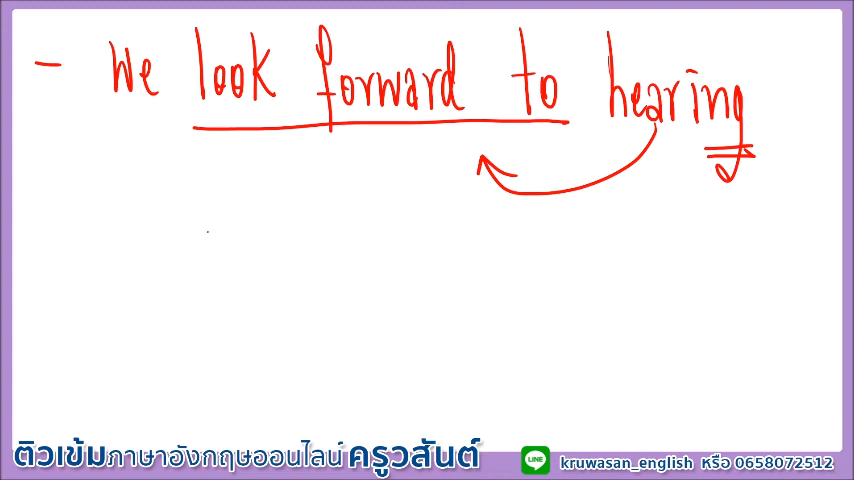 - We look forward to hearing
ติวเข้มภาษาอังกฤษออนไลน์ ครูวสันต์ LINE kruwasan_english หรือ 0658072512